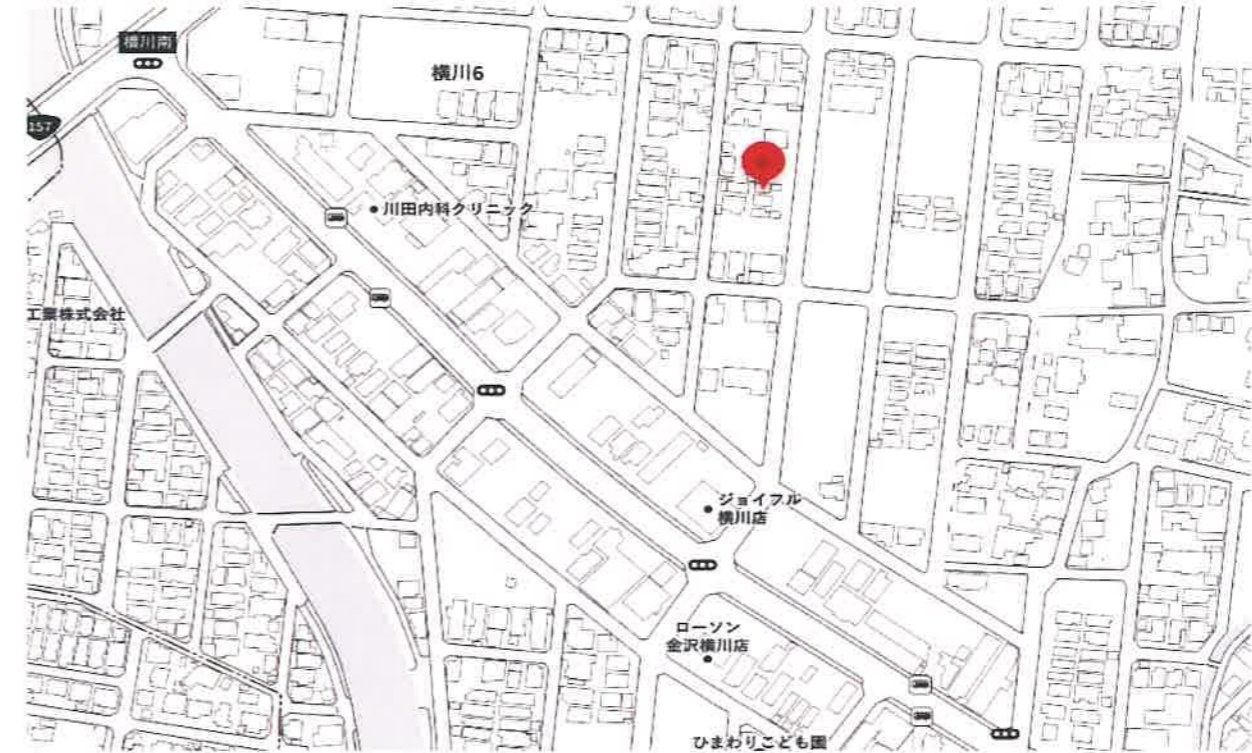 横川南
横川6
157
川田内科クリニック
工業株式会社
ジョイフル
横川店
ローソン
金沢横川店
ひまわりこども園